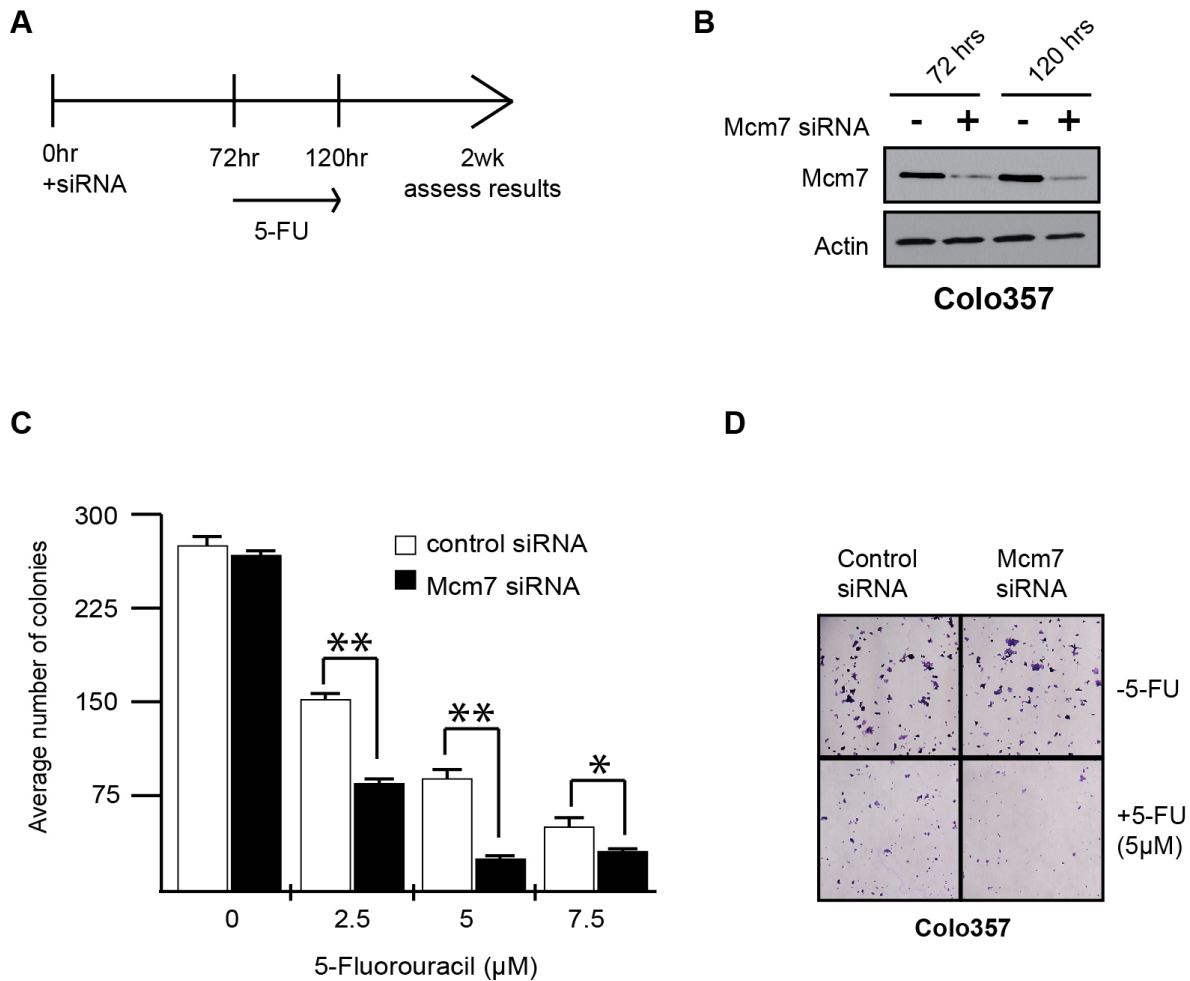 A
0hr
+siRNA
72hr
120hr
2wk
assess results
5-FU
B
72 hrs
120 hrs
Mcm7 siRNA
- + - +
Mcm7
Actin
Colo357
C
Average number of colonies
300
225
150
75
control siRNA
Mcm7 siRNA
**
**
*
0
2.5
5
7.5
5-Fluorouracil (µM)
D
Control
siRNA
Mcm7
siRNA
-5-FU
+5-FU
(5µM)
Colo357